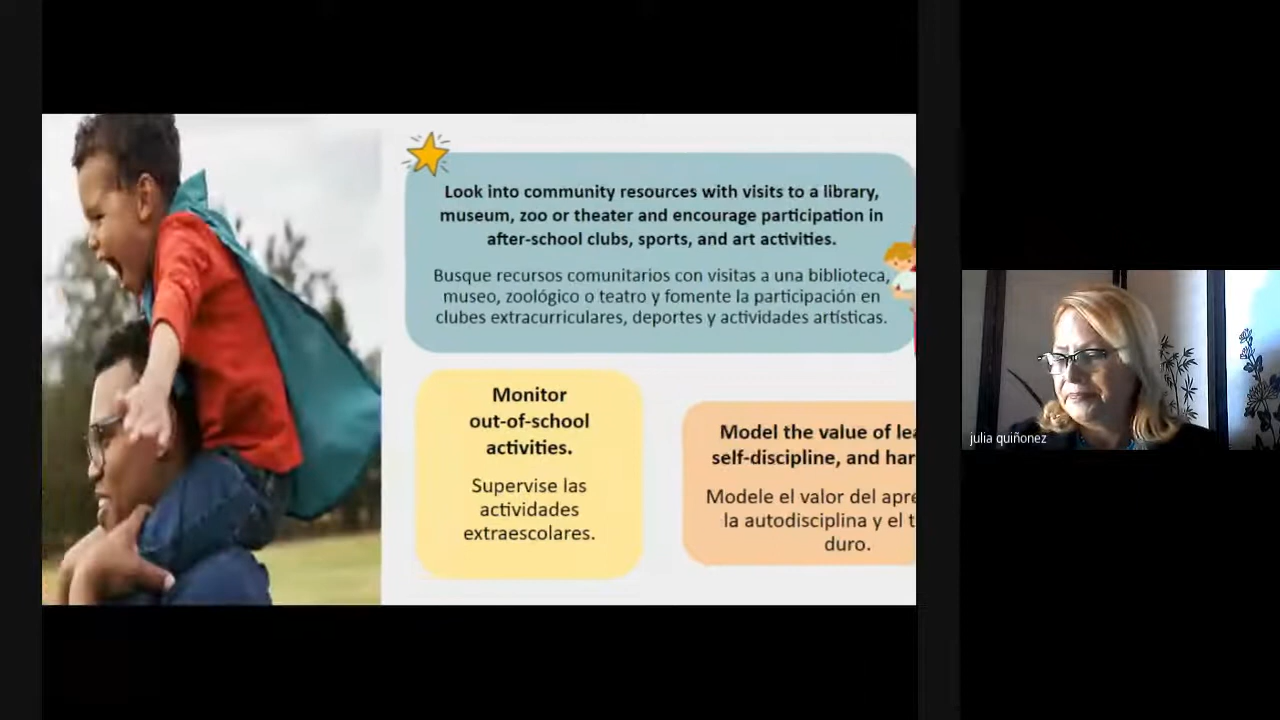 Look into community resources with visits to a library,
museum, zoo or theater and encourage participation in
after-school clubs, sports, and art activities.
Busque recursos comunitarios con visitas a una biblioteca,
museo, zoológico o teatro y fomente la participación en
clubes extracurriculares, deportes y actividades artísticas.
Monitor
out-of-school
activities.
Supervise las
actividades
extraescolares.
Model the value of
self-discipline, and
Modele el valor del
la autodisciplina y el
duro.
julia quiñonez